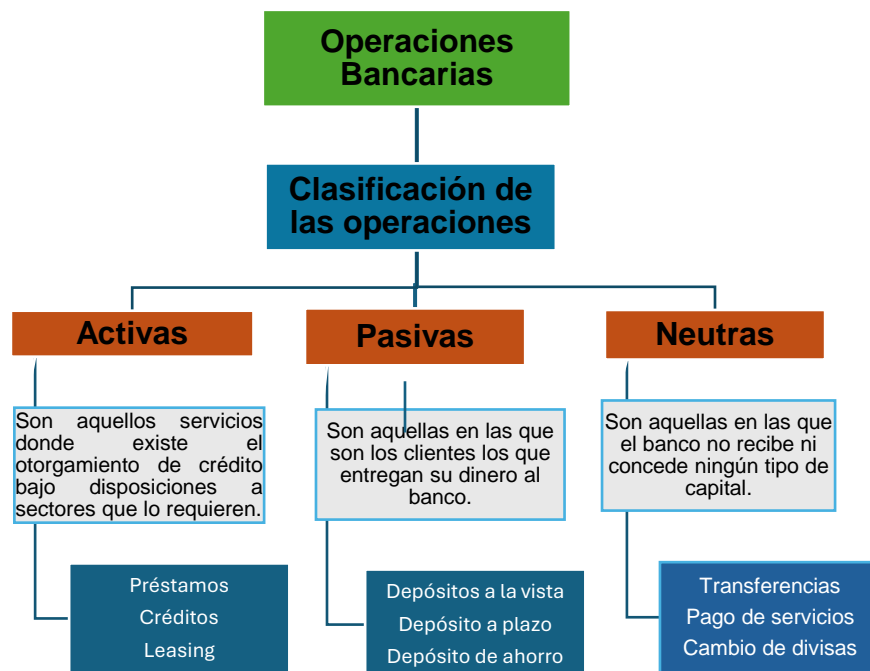 Operaciones
Bancarias
Clasificación de
las operaciones
Activas
Son aquellos servicios
donde existe el
otorgamiento de crédito
bajo disposiciones a
sectores que lo requieren.
Préstamos
Créditos
Leasing
Pasivas
Son aquellas en las que
son los clientes los que
entregan su dinero al
banco.
Depósitos a la vista
Depósito a plazo
Depósito de ahorro
Neutras
Son aquellas en las que
el banco no recibe ni
concede ningún tipo de
capital.
Transferencias
Pago de servicios
Cambio de divisas